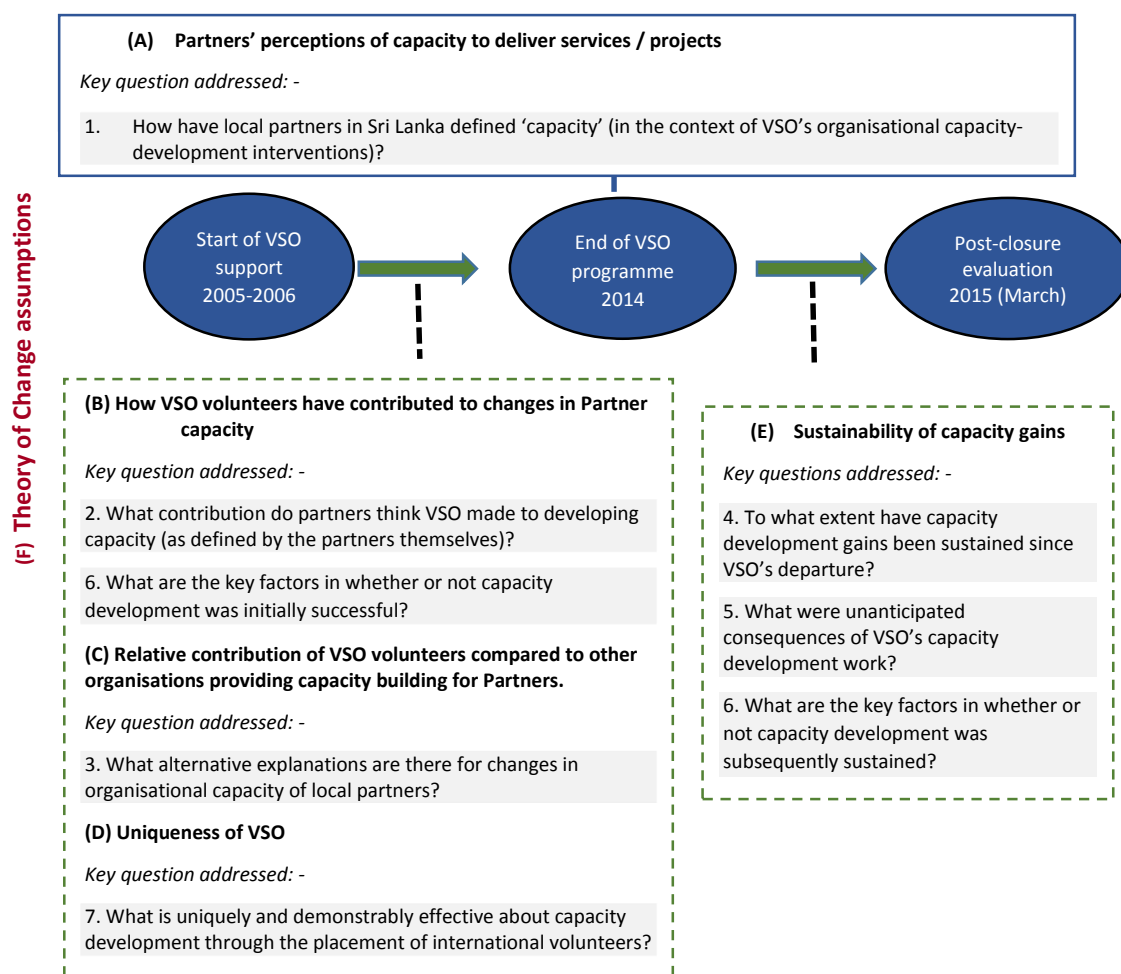 (A) Partners’ perceptions of capacity to deliver services / projects
Key question addressed: -
1. How have local partners in Sri Lanka defined ‘capacity’ (in the context of VSO’s organisational capacity-
development interventions)?
(F) Theory of Change assumptions
Start of VSO
support
2005-2006
End of VSO
programme
2014
Post-closure
evaluation
2015 (March)
(B) How VSO volunteers have contributed to changes in Partner
capacity
Key question addressed: -
2. What contribution do partners think VSO made to developing
capacity (as defined by the partners themselves)?
6. What are the key factors in whether or not capacity
development was initially successful?
(C) Relative contribution of VSO volunteers compared to other
organisations providing capacity building for Partners.
Key question addressed: -
3. What alternative explanations are there for changes in
organisational capacity of local partners?
(D) Uniqueness of VSO
Key question addressed: -
7. What is uniquely and demonstrably effective about capacity
development through the placement of international volunteers?
(E) Sustainability of capacity gains
Key questions addressed: -
4. To what extent have capacity
development gains been sustained since
VSO’s departure?
5. What were unanticipated
consequences of VSO’s capacity
development work?
6. What are the key factors in whether or
not capacity development was
subsequently sustained?